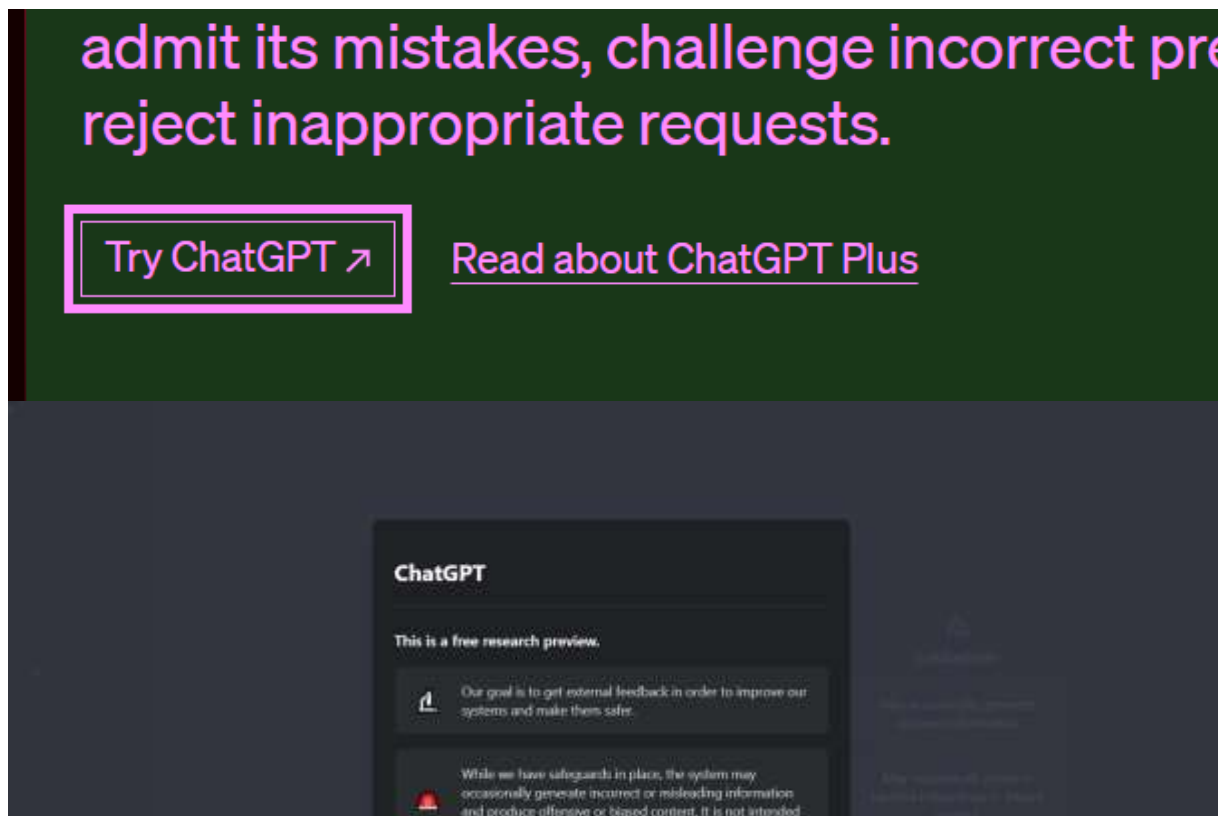 admit its mistakes, challenge incorrect pre
reject inappropriate requests.
Try ChatGPT ↗
Read about ChatGPT Plus
ChatGPT
This is a free research preview.
Our goal is to get external feedback in order to improve our
systems and make them safer.
While we have safeguards in place, the system may
occasionally generate incorrect or misleading information
and produce offensive or biased content. It is not intended